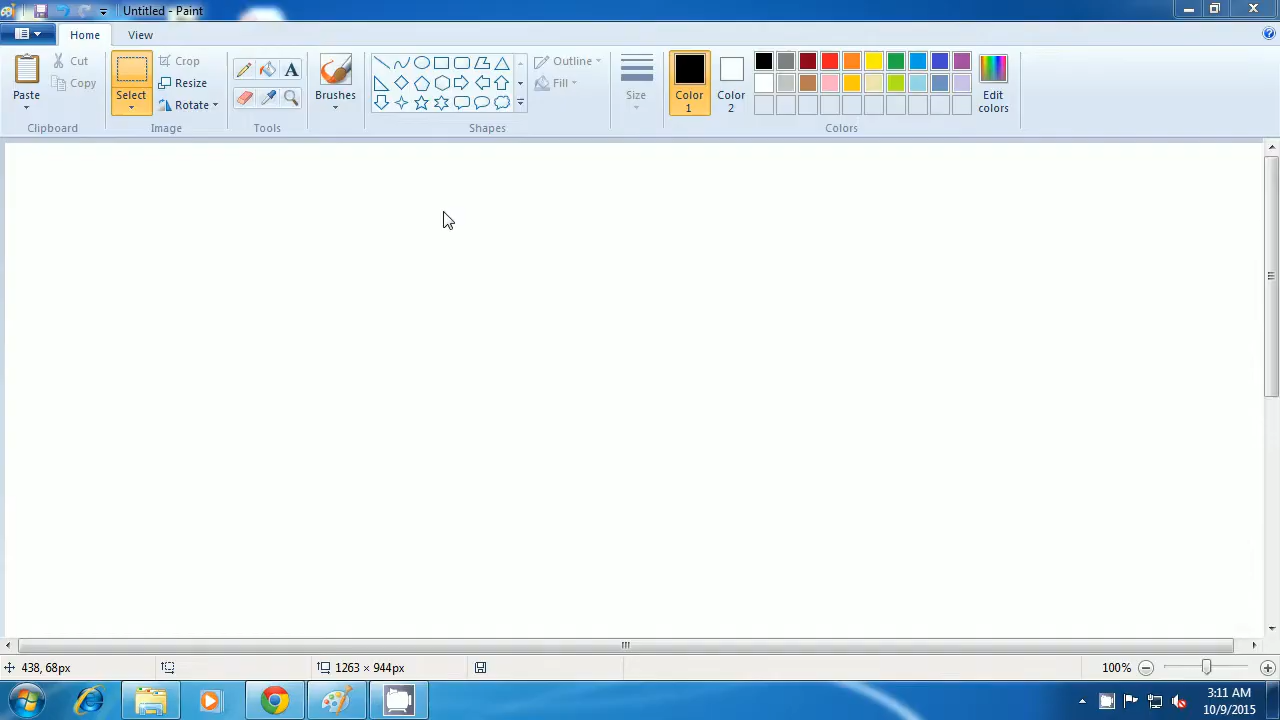 Untitled - Paint
Home View
Paste
Cut
Copy
Clipboard
Select
Crop
Resize
Rotate
Image
A
Tools
Brushes
Shapes
Outline
Fill
Size
Color 1
Color 2
Edit colors
Colors
438, 68px
1263 × 944px
100%
3:11 AM
10/9/2015